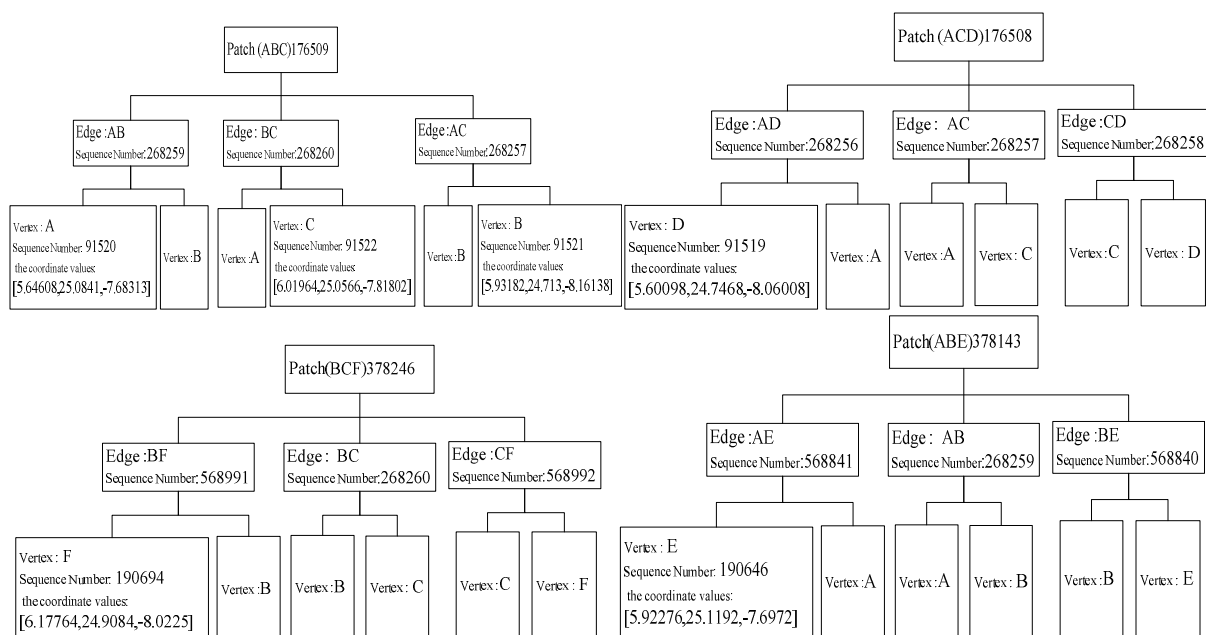 Patch (ABC)176509
Edge :AB
Sequence Number:268259
Edge : BC
Sequence Number:268260
Edge :AC
Sequence Number:268257
Vertex : A
Sequence Number: 91520
the coordinate values:
[5.64608,25.0841,-7.68313]
Vertex :B
Vertex :A
Vertex : C
Sequence Number: 91522
the coordinate values:
[6.01964,25.0566,-7.81802]
Vertex :B
Vertex : B
Sequence Number: 91521
the coordinate values:
[5.93182,24.713,-8.16138]
Patch (ACD)176508
Edge :AD
Sequence Number:268256
Edge : AC
Sequence Number:268257
Edge :CD
Sequence Number:268258
Vertex : D
Sequence Number: 91519
the coordinate values:
[5.60098,24.7468,-8.06008]
Vertex :A
Vertex : A
Vertex : C
Vertex : C
Vertex : D
Patch(BCF)378246
Edge :BF
Sequence Number:568991
Edge : BC
Sequence Number:268260
Edge :CF
Sequence Number:568992
Vertex : F
Sequence Number: 190694
the coordinate values:
[6.17764,24.9084,-8.0225]
Vertex :B
Vertex :B
Vertex : C
Vertex : C
Vertex : F
Patch(ABE)378143
Edge :AE
Sequence Number:568841
Edge : AB
Sequence Number:268259
Edge :BE
Sequence Number:568840
Vertex : E
Sequence Number: 190646
the coordinate values:
[5.92276,25.1192,-7.6972]
Vertex :A
Vertex : A
Vertex : B
Vertex : B
Vertex : E